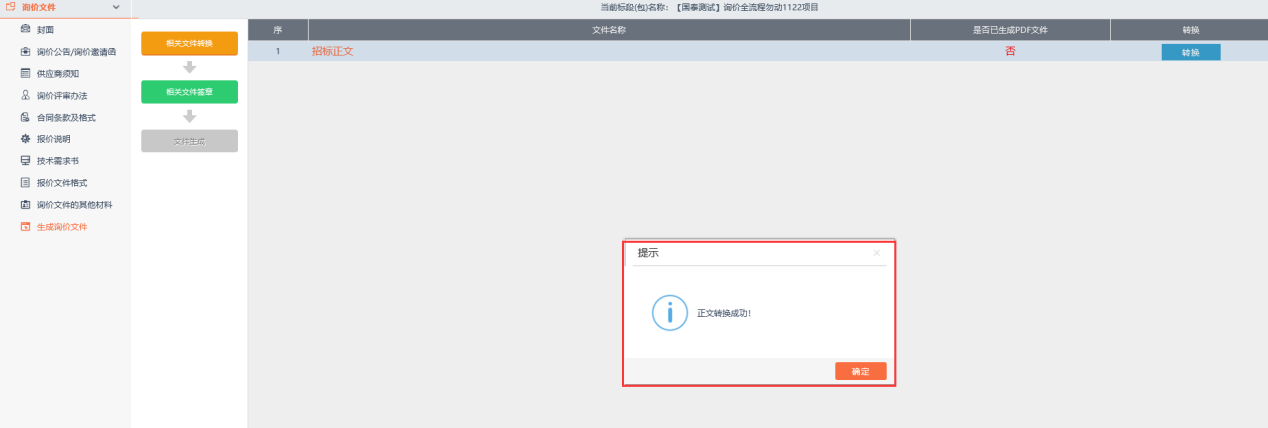 询价文件
当前标段(包)名称：【国泰测试】询价全流程勿动1122项目
封面
询价公告/询价邀请函
供应商须知
询价评审办法
合同条款及格式
报价说明
技术需求书
报价文件格式
询价文件的其他材料
生成询价文件
相关文件转换
相关文件签章
文件生成
序 文件名称 是否已生成PDF文件 转换
1 招标正文 否 转换
提示
正文转换成功!
确定